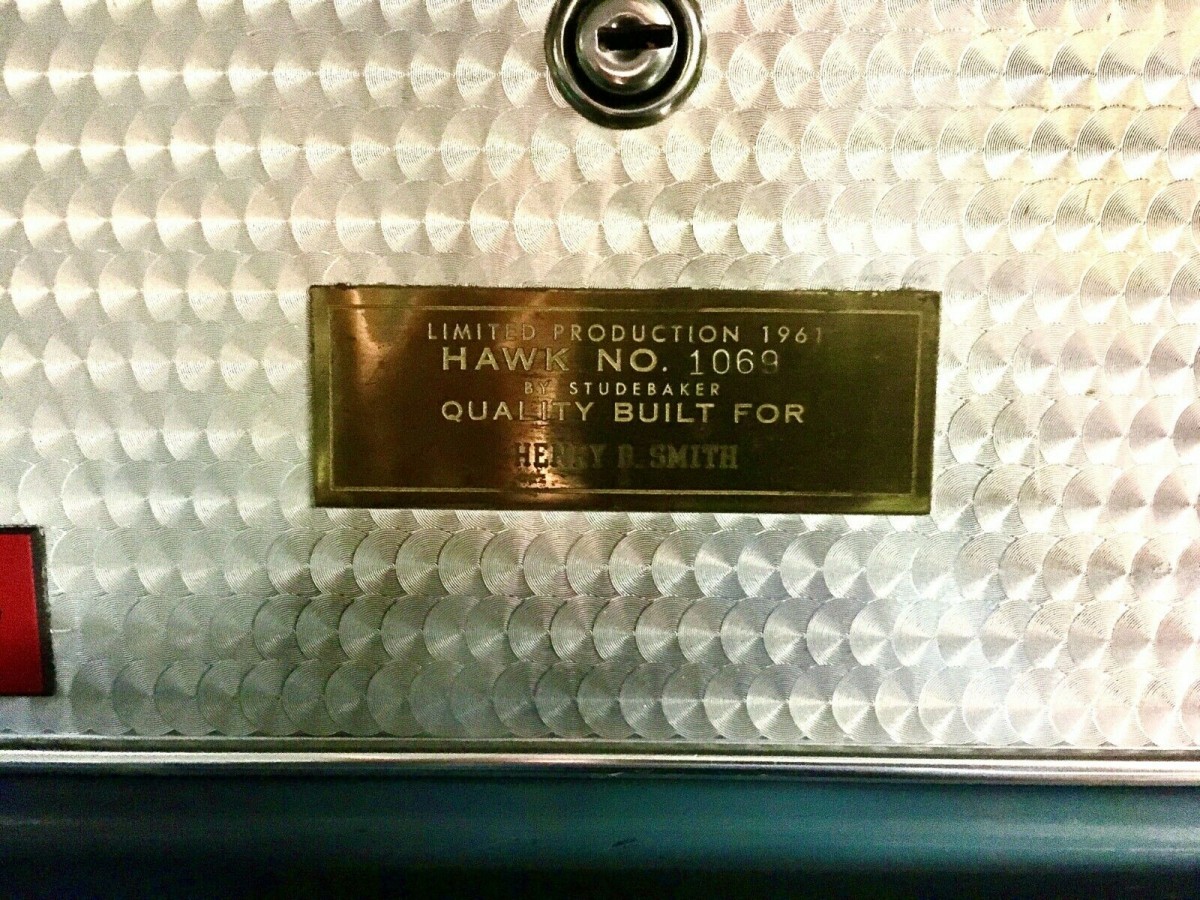 LIMITED PRODUCTION 1961
HAWK NO. 1069
BY STUDEBAKER
QUALITY BUILT FOR
HENRY D. SMITH